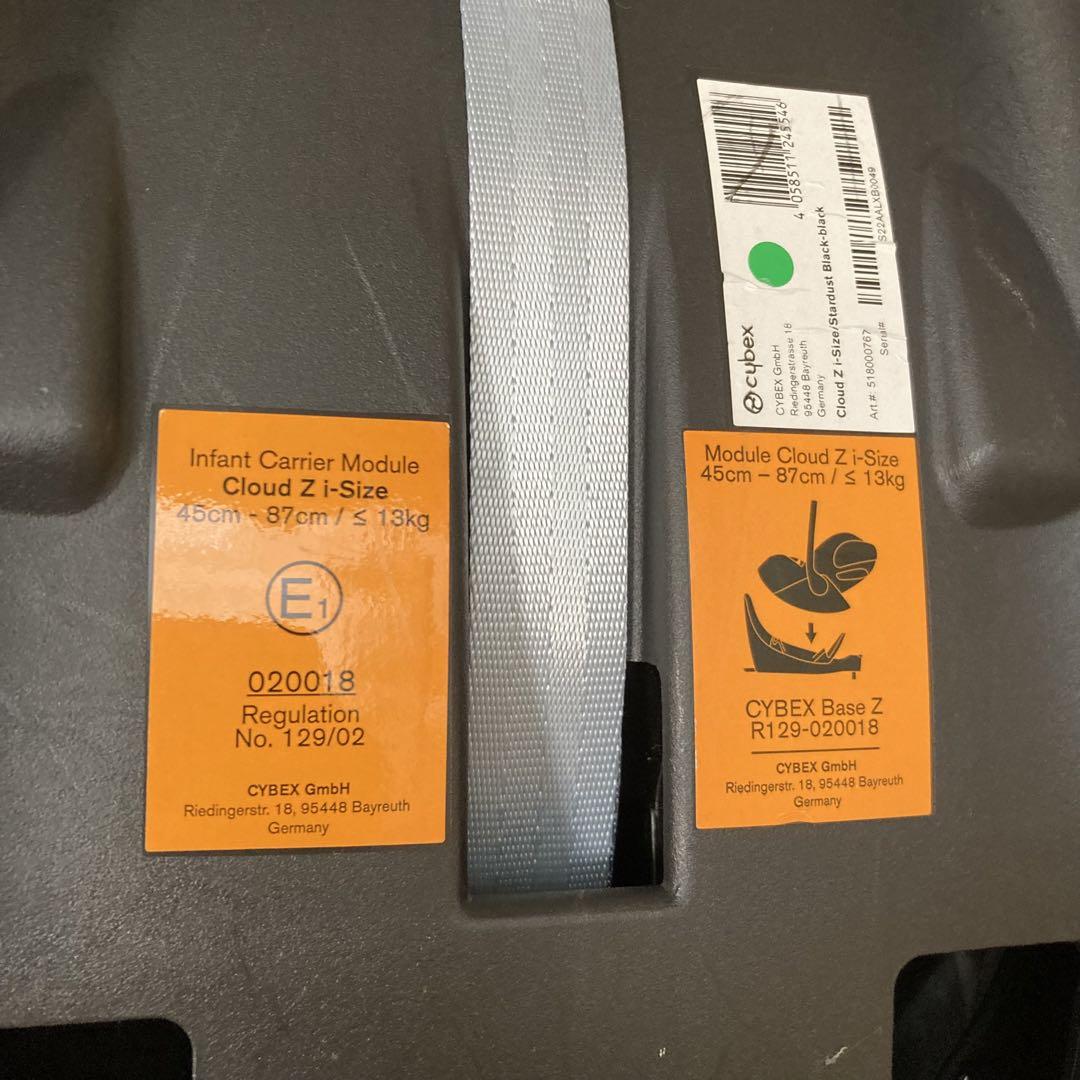 Infant Carrier Module
Cloud Z i-Size
45cm - 87cm / ≤ 13kg
E1
020018
Regulation
No. 129/02
CYBEX GmbH
Riedingerstr. 18, 95448 Bayreuth
Germany
4 058511 245546
cybex
CYBEX GmbH
Riedingerstrasse 18
95448 Bayreuth
Germany
Cloud Z i-Size/Stardust Black-black
Art.#: 518000767
Serial#
S22AALXB0049
Module Cloud Z i-Size
45cm – 87cm / ≤ 13kg
CYBEX Base Z
R129-020018
CYBEX GmbH
Riedingerstr. 18, 95448 Bayreuth
Germany